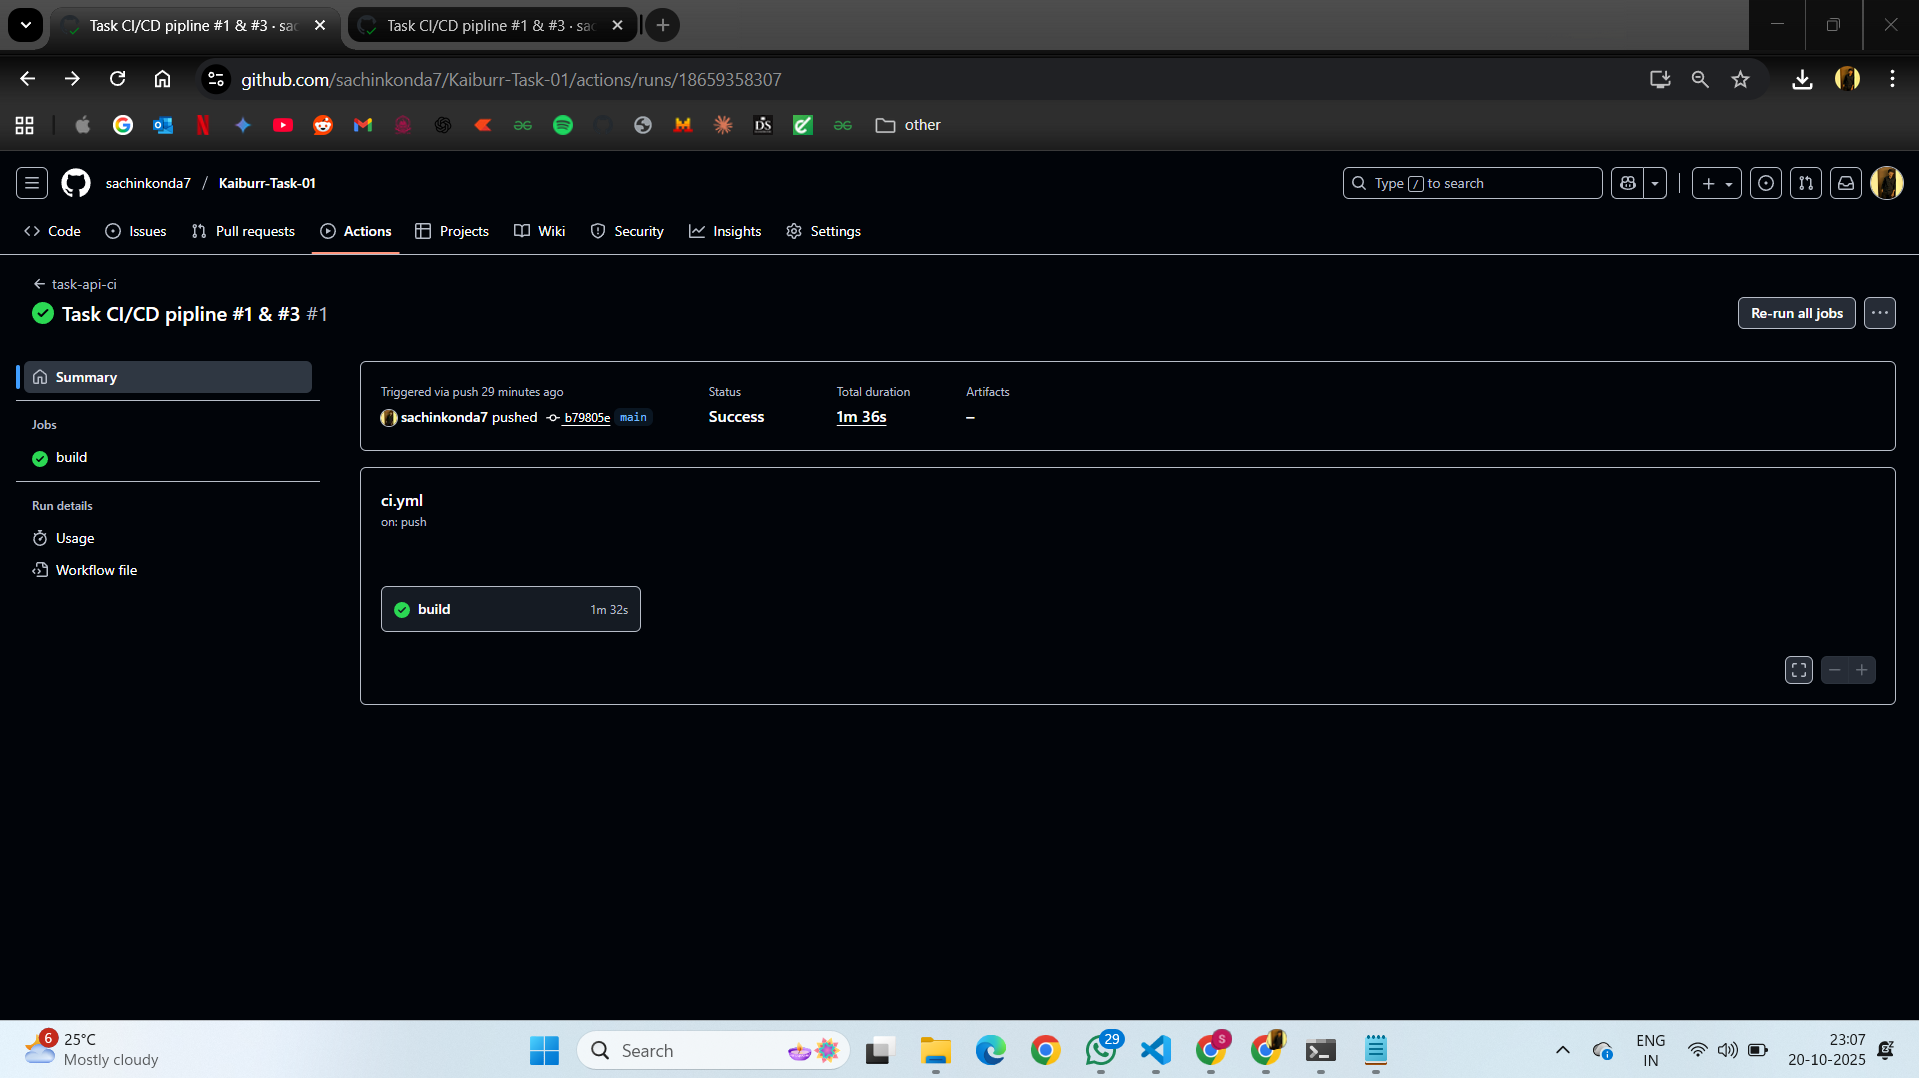 Task CI/CD pipline #1 & #3 · sac
Task CI/CD pipline #1 & #3 · sac
github.com/sachinkonda7/Kaiburr-Task-01/actions/runs/18659358307
DS
other
sachinkonda7 / Kaiburr-Task-01
Type / to search
Code
Issues
Pull requests
Actions
Projects
Wiki
Security
Insights
Settings
task-api-ci
Task CI/CD pipline #1 & #3 #1
Re-run all jobs
Summary
Jobs
build
Run details
Usage
Workflow file
Triggered via push 29 minutes ago
sachinkonda7 pushed b79805e main
Status
Success
Total duration
1m 36s
Artifacts
–
ci.yml
on: push
build 1m 32s
6
25°C
Mostly cloudy
Search
29
S
ENG
IN
23:07
20-10-2025